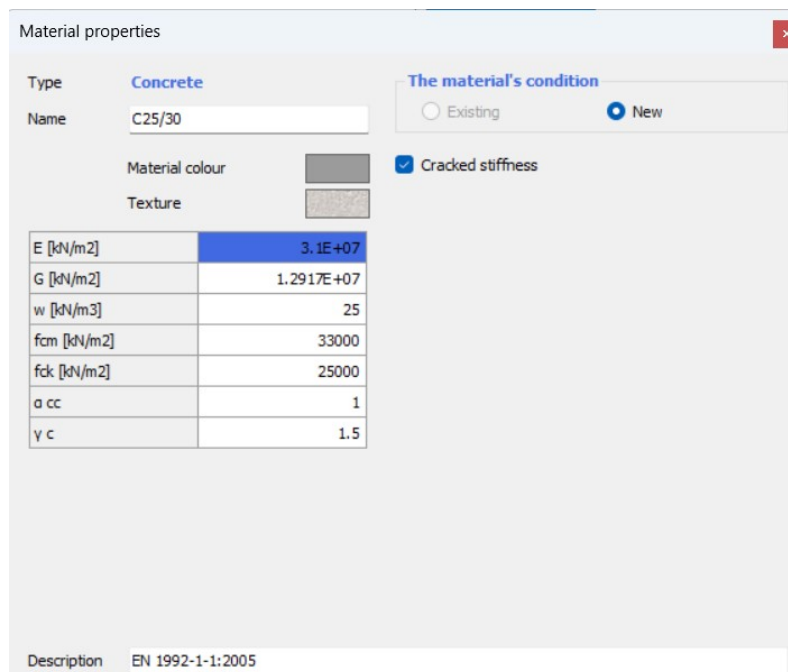 Material properties
Type Concrete
Name C25/30
The material's condition
Existing New
Material colour
Cracked stiffness
Texture
E [kN/m2] 3.1E+07
G [kN/m2] 1.2917E+07
w [kN/m3] 25
fcm [kN/m2] 33000
fck [kN/m2] 25000
α cc 1
γ c 1.5
Description EN 1992-1-1:2005